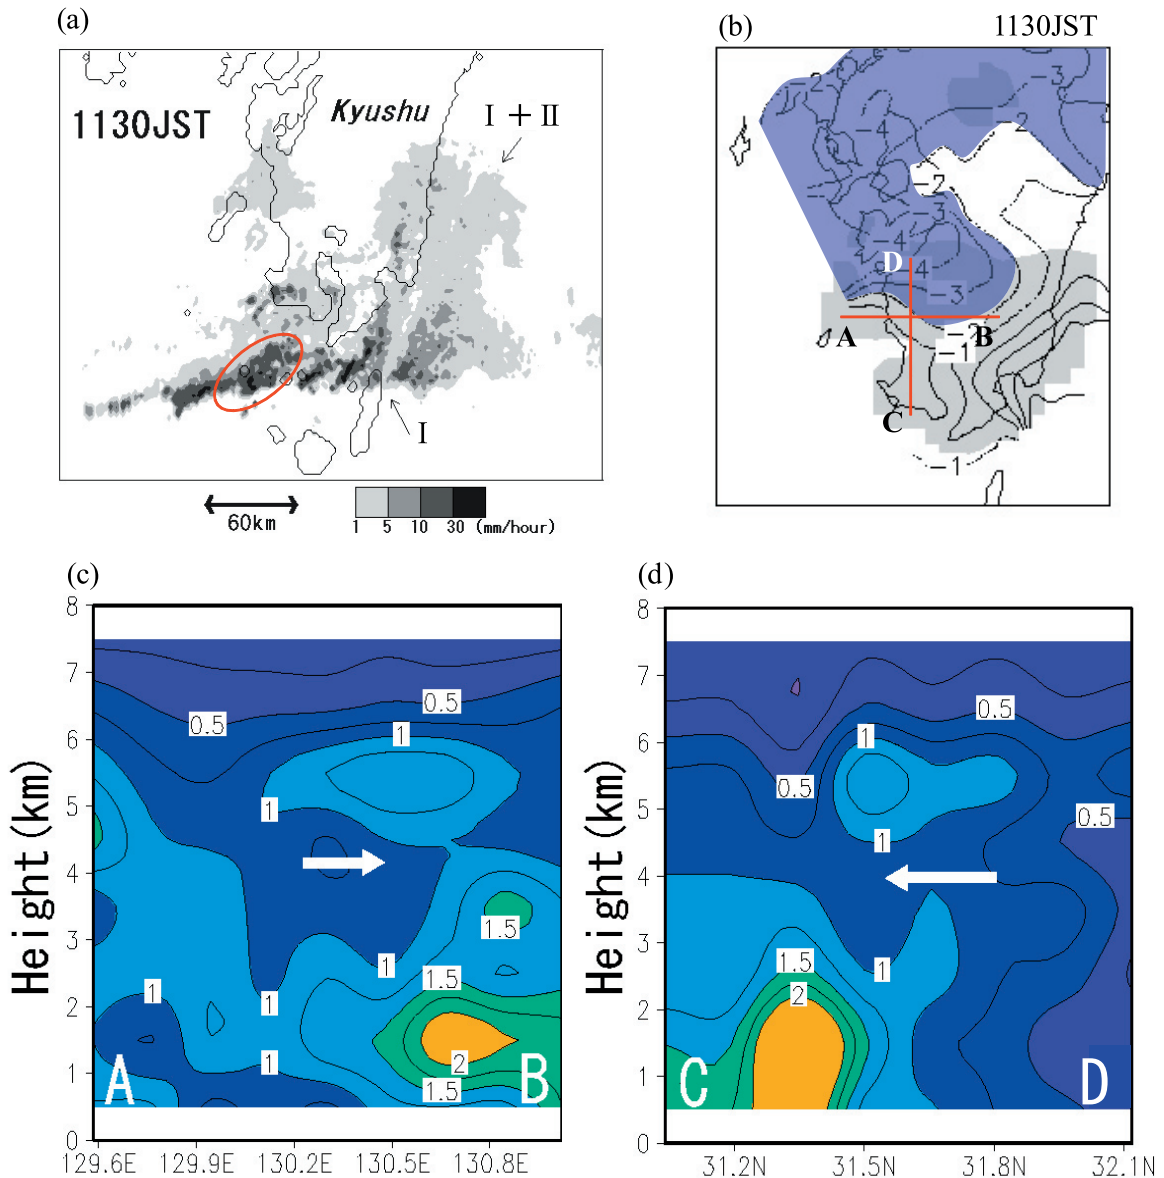 (a)
1130JST
Kyushu
I + II
I
60km
1 5 10 30 (mm/hour)
(b)
1130JST
-2
-3
-4
2
-2
-3
-4
D
-4
-3
A
-2
B
-1
C
-1
(c)
8
7
6
5
4
3
2
1
0
Height(km)
0.5
0.5
1
1
1.5
1
1.5
1
1
1
2
1.5
A
B
129.6E 129.9E 130.2E 130.5E 130.8E
(d)
8
7
6
5
4
3
2
1
0
Height(km)
0.5
1
0.5
0.5
1
1.5
1
2
C
D
31.2N 31.5N 31.8N 32.1N